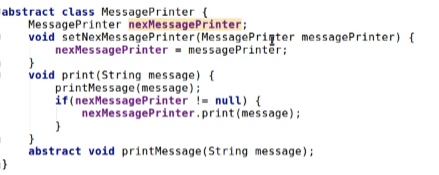 abstract class MessagePrinter {
MessagePrinter nexMessagePrinter;
void setNexMessagePrinter(MessagePrinter messagePrinter) {
nexMessagePrinter = messagePrinter;
}
void print(String message) {
printMessage(message);
if(nexMessagePrinter != null) {
nexMessagePrinter.print(message);
}
}
abstract void printMessage(String message);
}